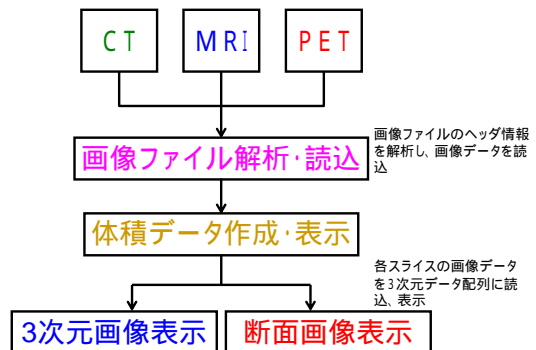 CT
MRI
PET
画像ファイル解析・読込
画像ファイルのヘッダ情報
を解析し、画像データを読
込
体積データ作成・表示
各スライスの画像データ
を3次元データ配列に読
込、表示
3次元画像表示
断面画像表示